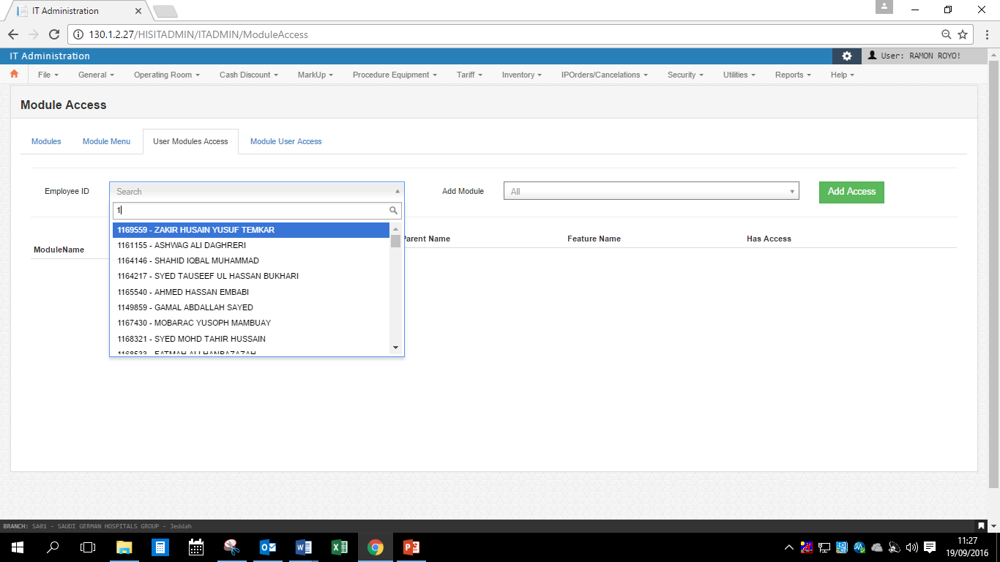 IT Administration
130.1.2.27/HISITADMIN/ITADMIN/ModuleAccess
IT Administration
User: RAMON ROYO!
File General Operating Room Cash Discount MarkUp Procedure Equipment Tariff Inventory IPOrders/Cancelations Security Utilities Reports Help
Module Access
Modules Module Menu User Modules Access Module User Access
Employee ID Search Add Module All Add Access
1
1169559 - ZAKIR HUSAIN YUSUF TEMKAR
1161155 - ASHWAG ALI DAGHRERI
1164146 - SHAHID IQBAL MUHAMMAD
1164217 - SYED TAUSEEF UL HASSAN BUKHARI
1165540 - AHMED HASSAN EMBABI
1149859 - GAMAL ABDALLAH SAYED
1167430 - MOBARAC YUSOPH MAMBUAY
1168321 - SYED MOHD TAHIR HUSSAIN
1168533 - FATMAH ALI HANBAZAZAH
ModuleName Parent Name Feature Name Has Access
BRANCH: SA01 - SAUDI GERMAN HOSPITALS GROUP - Jeddah
11:27
19/09/2016